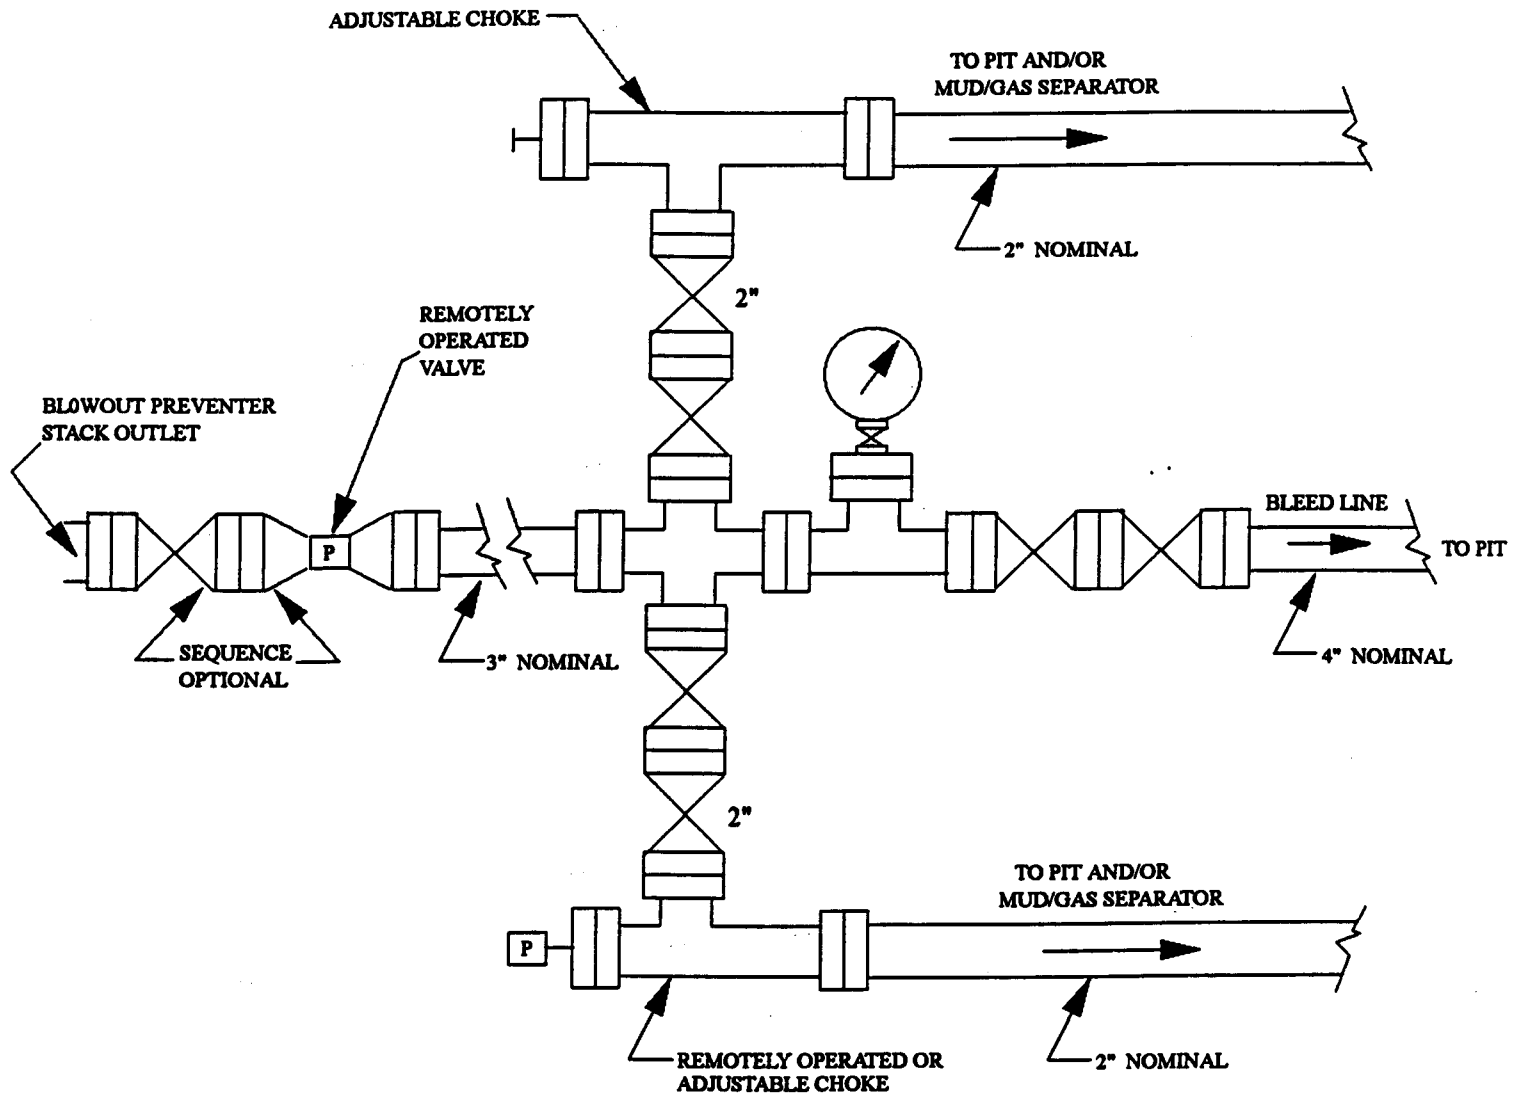 ADJUSTABLE CHOKE
TO PIT AND/OR
MUD/GAS SEPARATOR
2" NOMINAL
2"
REMOTELY
OPERATED
VALVE
BLOWOUT PREVENTER
STACK OUTLET
P
BLEED LINE
TO PIT
SEQUENCE
OPTIONAL
3" NOMINAL
4" NOMINAL
2"
TO PIT AND/OR
MUD/GAS SEPARATOR
P
REMOTELY OPERATED OR
ADJUSTABLE CHOKE
2" NOMINAL